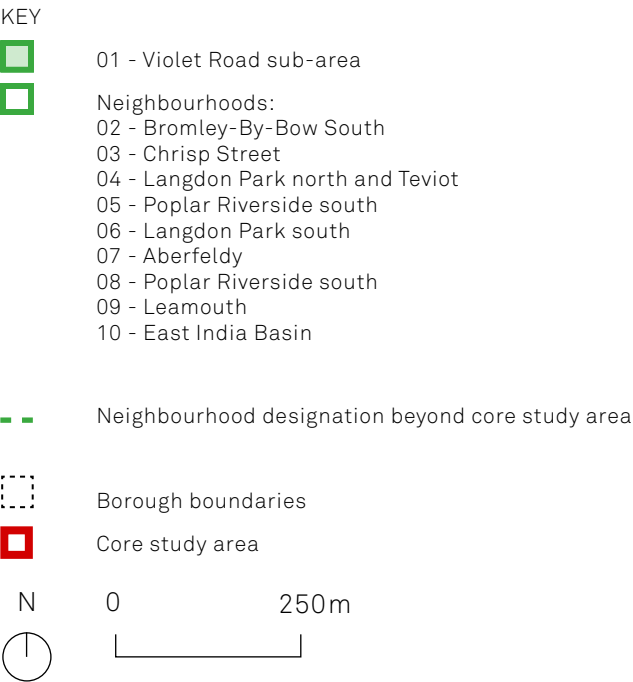 KEY
01 - Violet Road sub-area
Neighbourhoods:
02 - Bromley-By-Bow South
03 - Chrisp Street
04 - Langdon Park north and Teviot
05 - Poplar Riverside south
06 - Langdon Park south
07 - Aberfeldy
08 - Poplar Riverside south
09 - Leamouth
10 - East India Basin
Neighbourhood designation beyond core study area
Borough boundaries
Core study area
N 0 250m